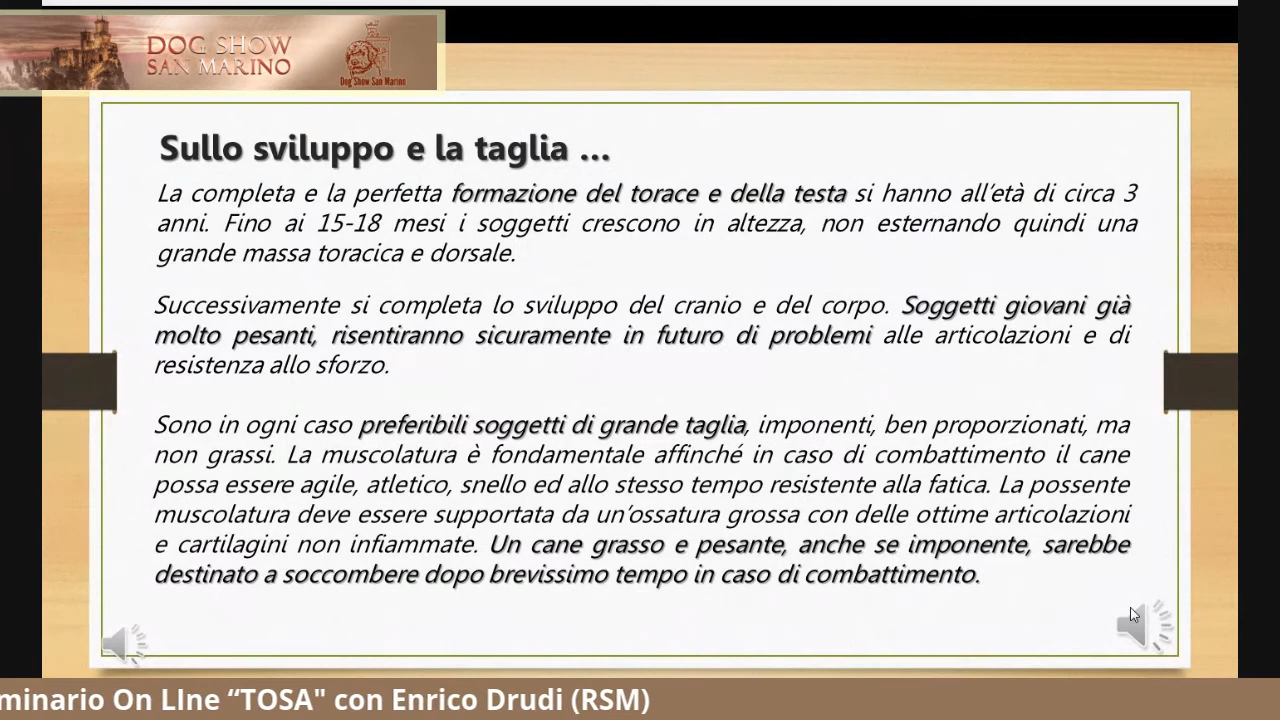 DOG SHOW
SAN MARINO
Dog Show San Marino
Sullo sviluppo e la taglia ...
La completa e la perfetta formazione del torace e della testa si hanno all'età di circa 3
anni. Fino ai 15-18 mesi i soggetti crescono in altezza, non esternando quindi una
grande massa toracica e dorsale.
Successivamente si completa lo sviluppo del cranio e del corpo. Soggetti giovani già
molto pesanti, risentiranno sicuramente in futuro di problemi alle articolazioni e di
resistenza allo sforzo.
Sono in ogni caso preferibili soggetti di grande taglia, imponenti, ben proporzionati, ma
non grassi. La muscolatura è fondamentale affinché in caso di combattimento il cane
possa essere agile, atletico, snello ed allo stesso tempo resistente alla fatica. La possente
muscolatura deve essere supportata da un'ossatura grossa con delle ottime articolazioni
e cartilagini non infiammate. Un cane grasso e pesante, anche se imponente, sarebbe
destinato a soccombere dopo brevissimo tempo in caso di combattimento.
minario On LIne “TOSA" con Enrico Drudi (RSM)